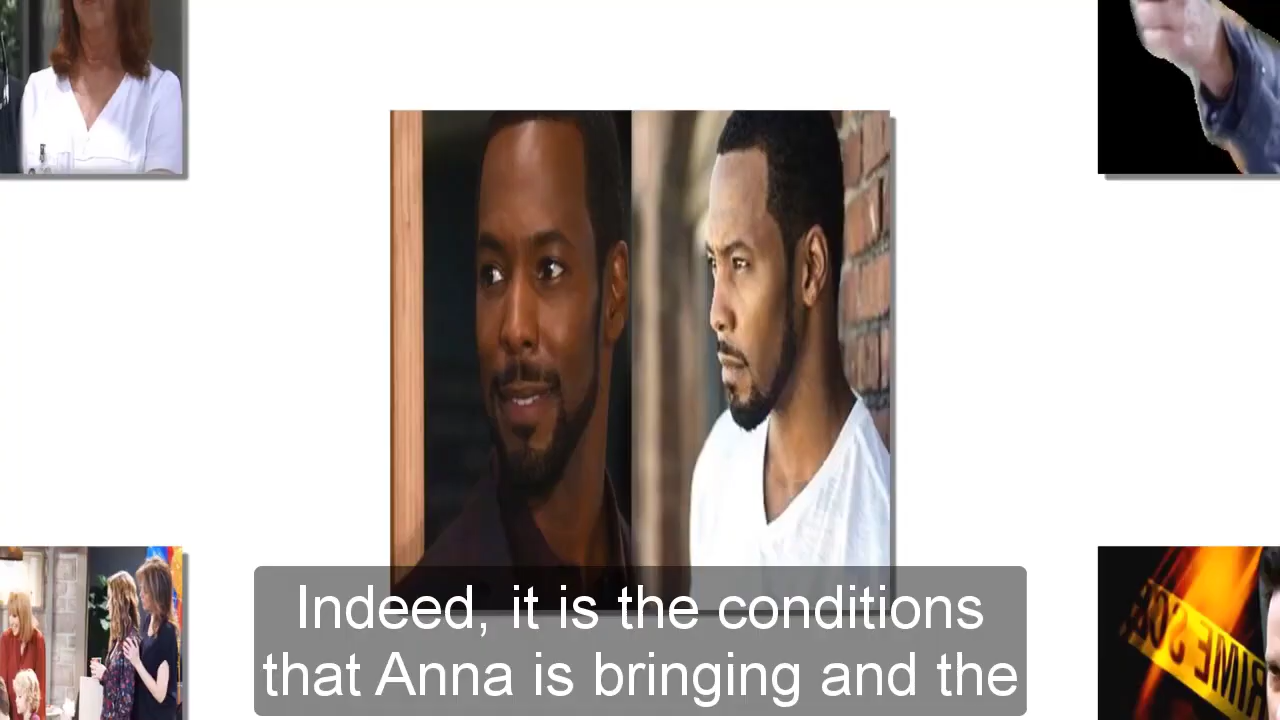 Indeed, it is the conditions
that Anna is bringing and the